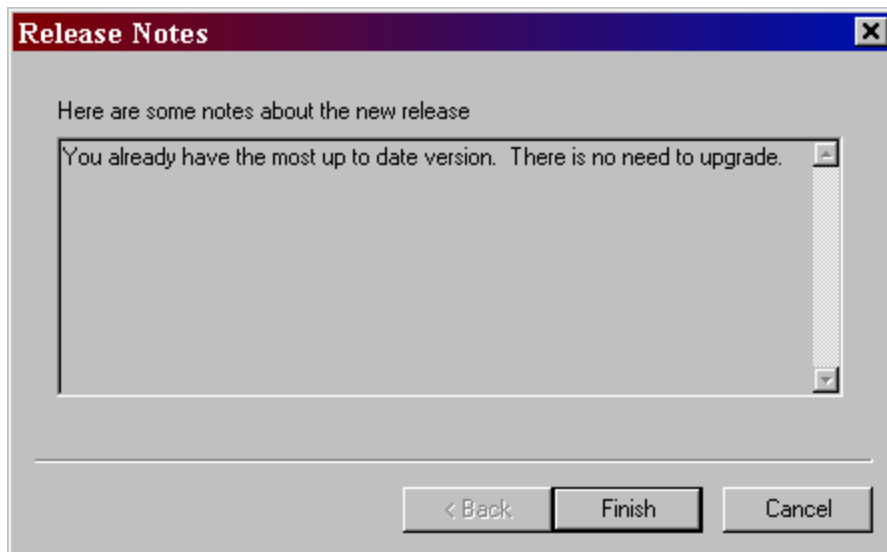 Release Notes
Here are some notes about the new release
You already have the most up to date version.  There is no need to upgrade.
< Back
Finish
Cancel